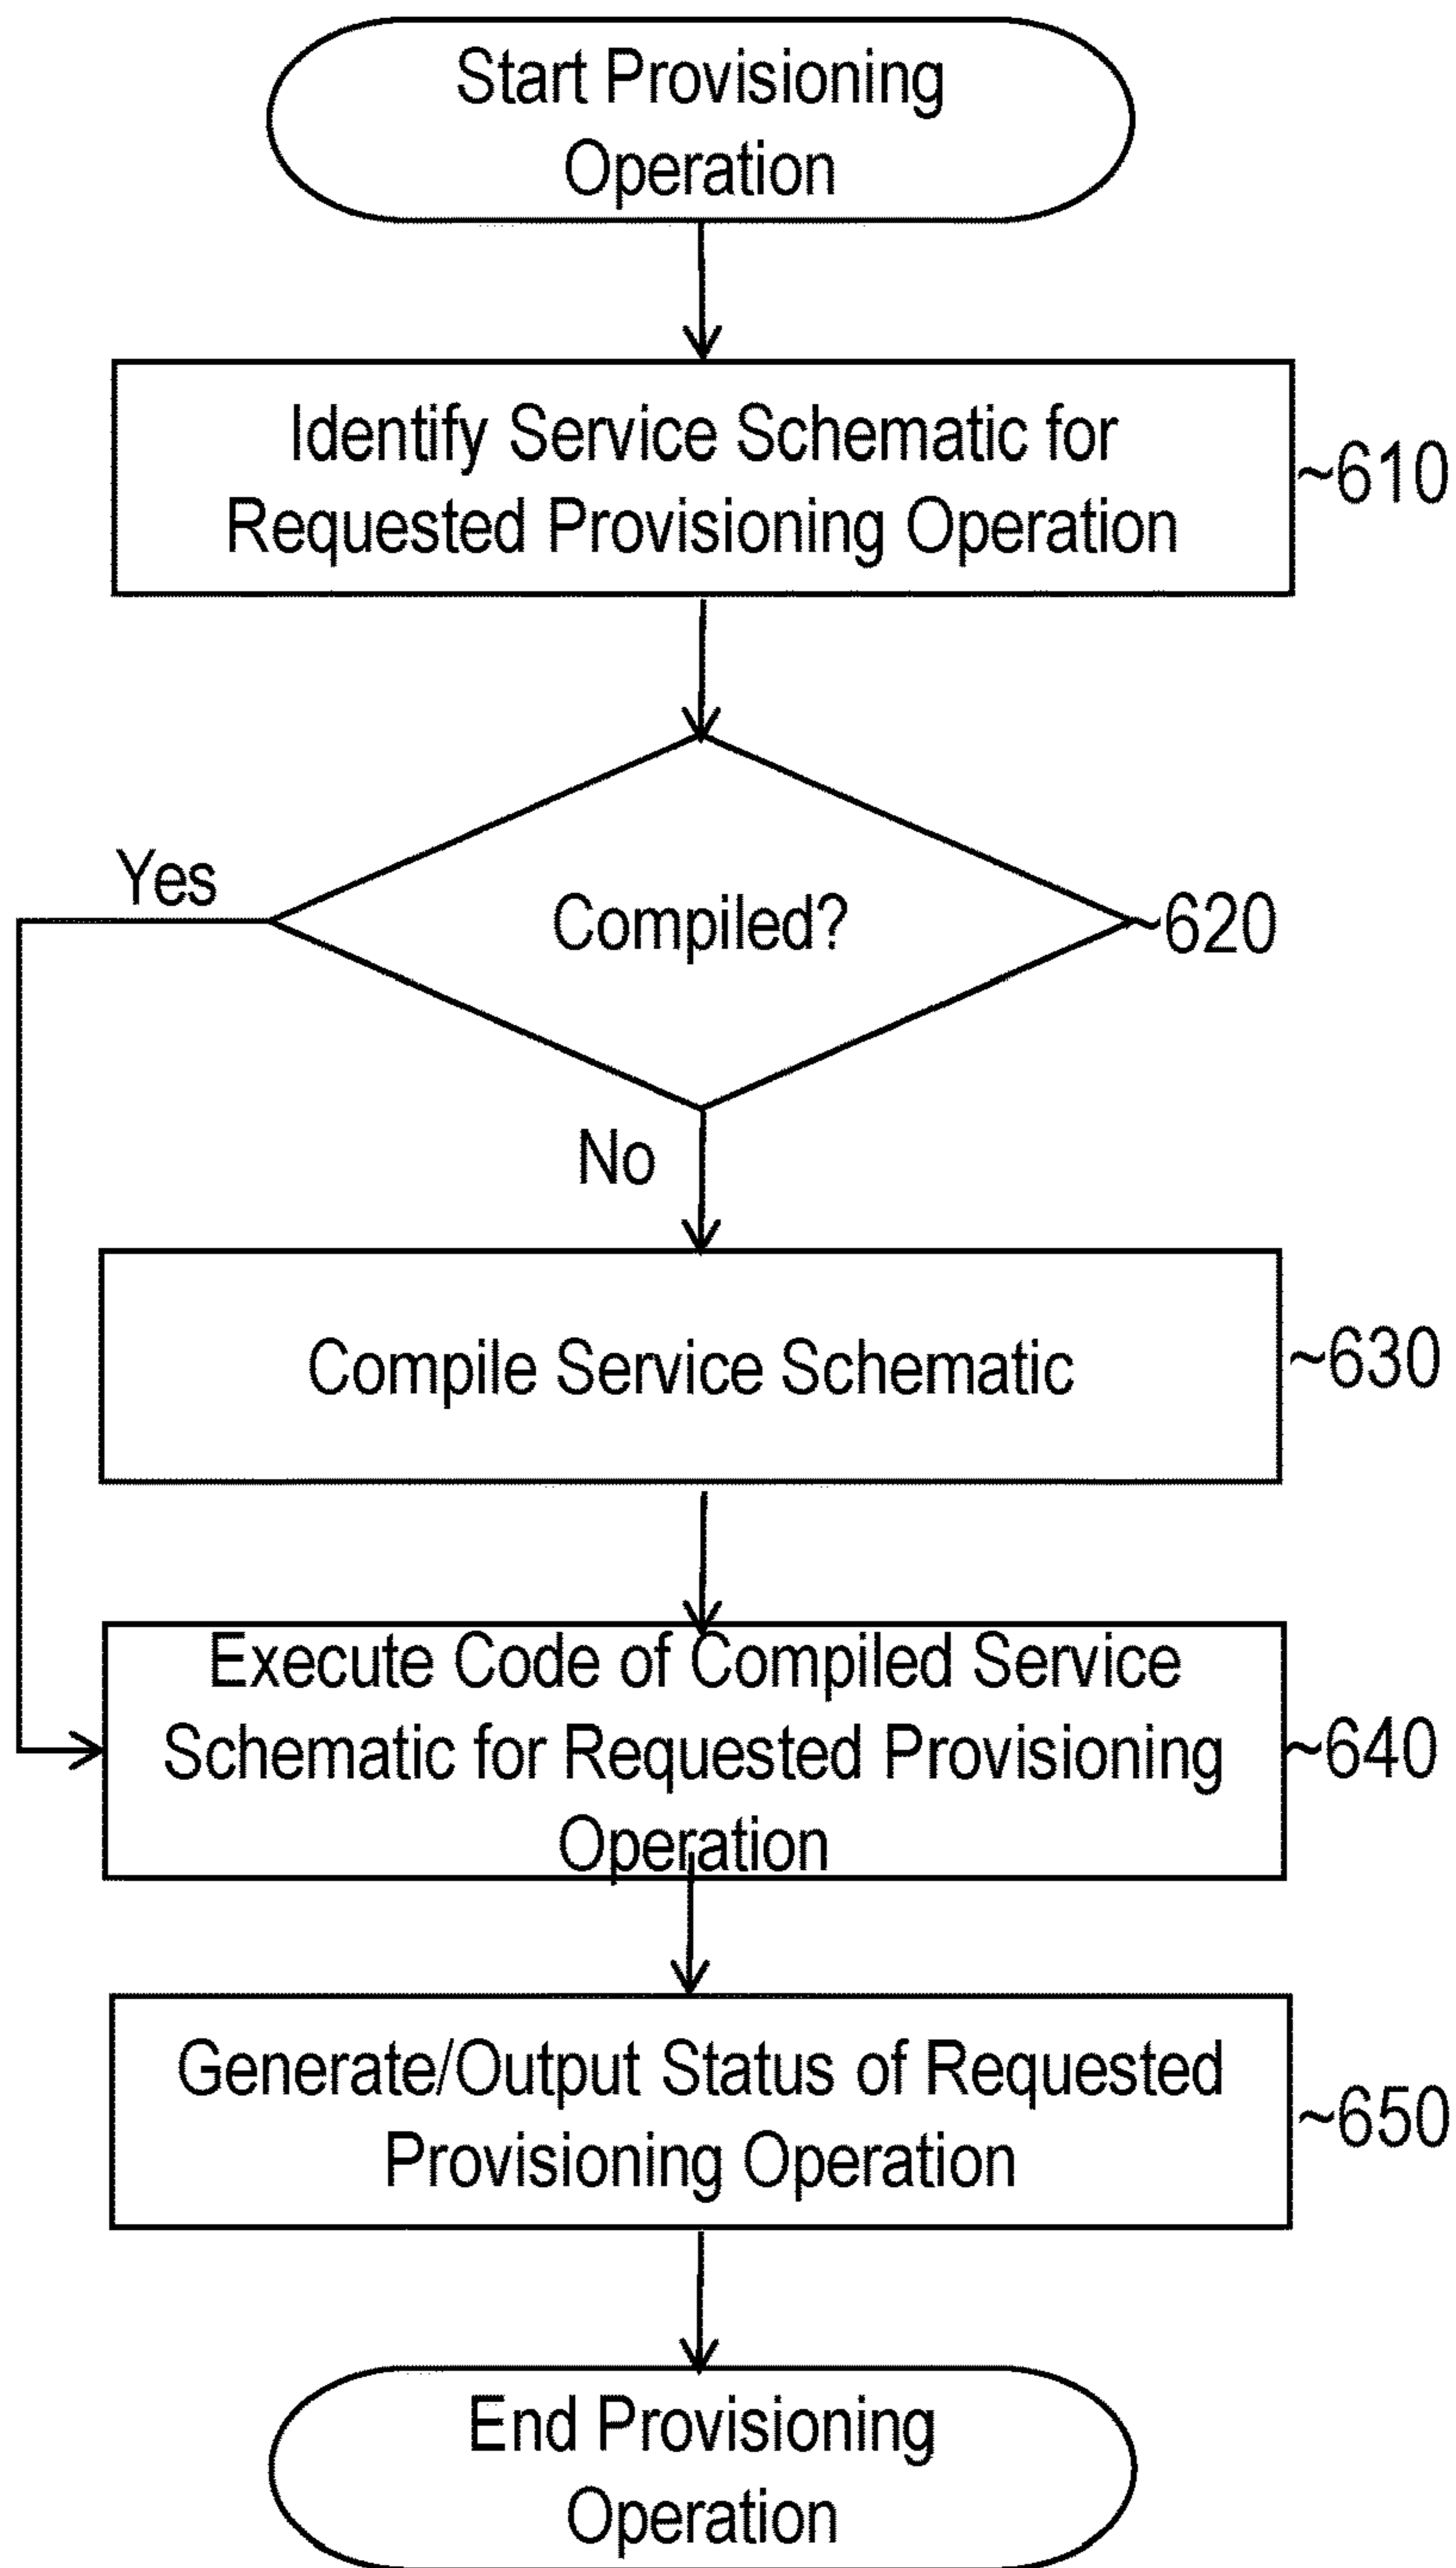 Start Provisioning
Operation
Identify Service Schematic for
Requested Provisioning Operation
~610
Yes
Compiled?
~620
No
Compile Service Schematic
~630
Execute Code of Compiled Service
Schematic for Requested Provisioning
Operation
~640
Generate/Output Status of Requested
Provisioning Operation
~650
End Provisioning
Operation